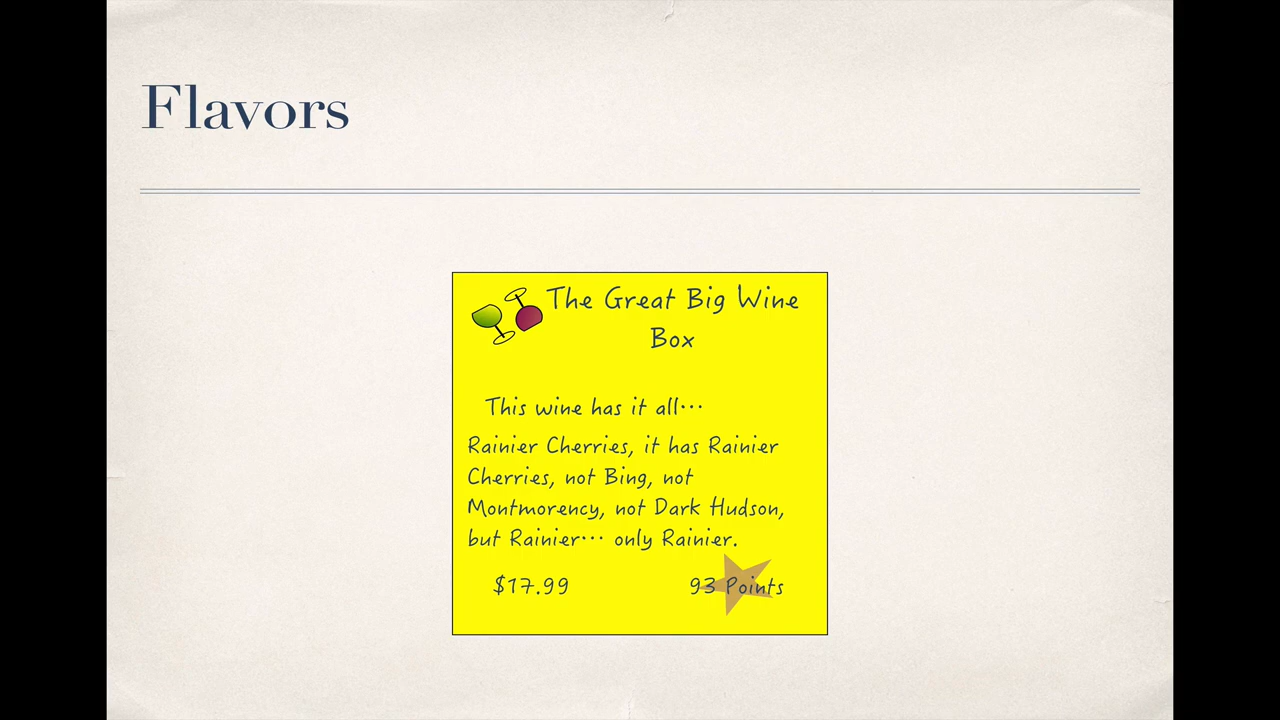 Flavors
The Great Big Wine
Box
This wine has it all…
Rainier Cherries, it has Rainier
Cherries, not Bing, not
Montmorency, not Dark Hudson,
but Rainier… only Rainier.
$17.99 93 Points